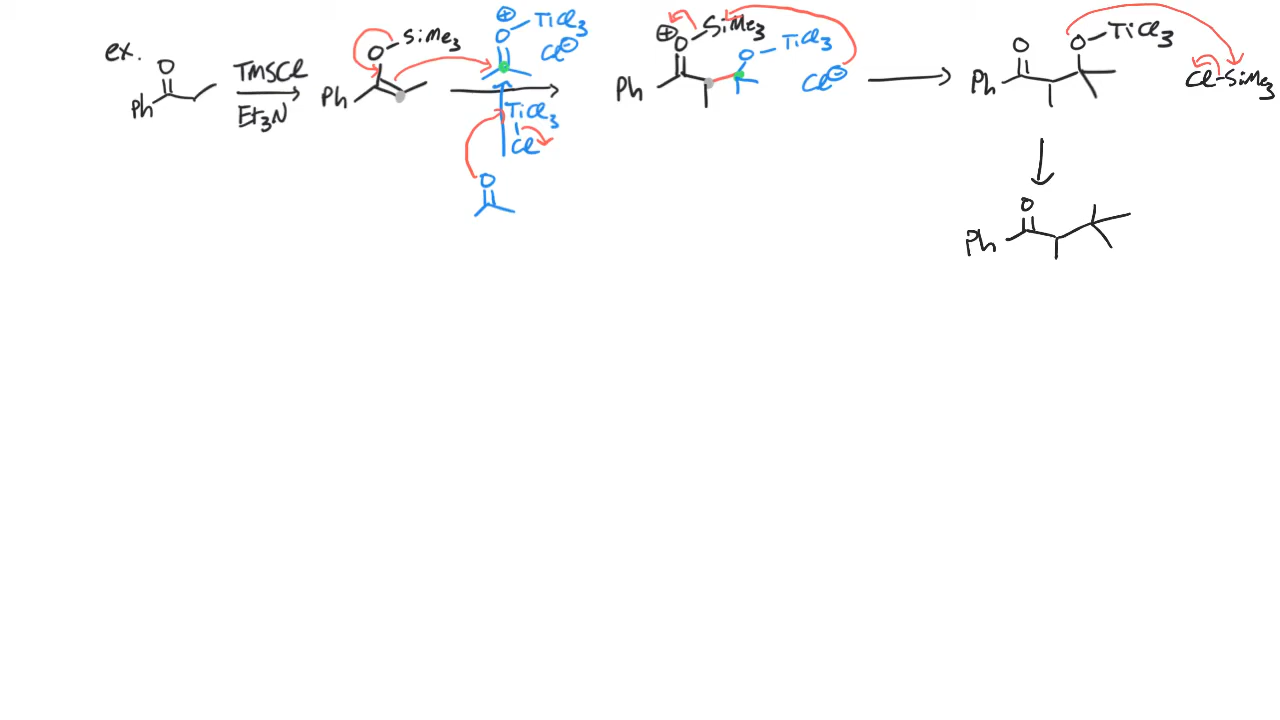 ex.
O
Ph
TMSCl
Et₃N
O
SiMe₃
Ph
⊕
O
TiCl₃
Cl⊖
TiCl₃
Cl
O
⊕
O
SiMe₃
Ph
O
TiCl₃
Cl⊖
O
Ph
O
TiCl₃
Cl-SiMe₃
O
Ph